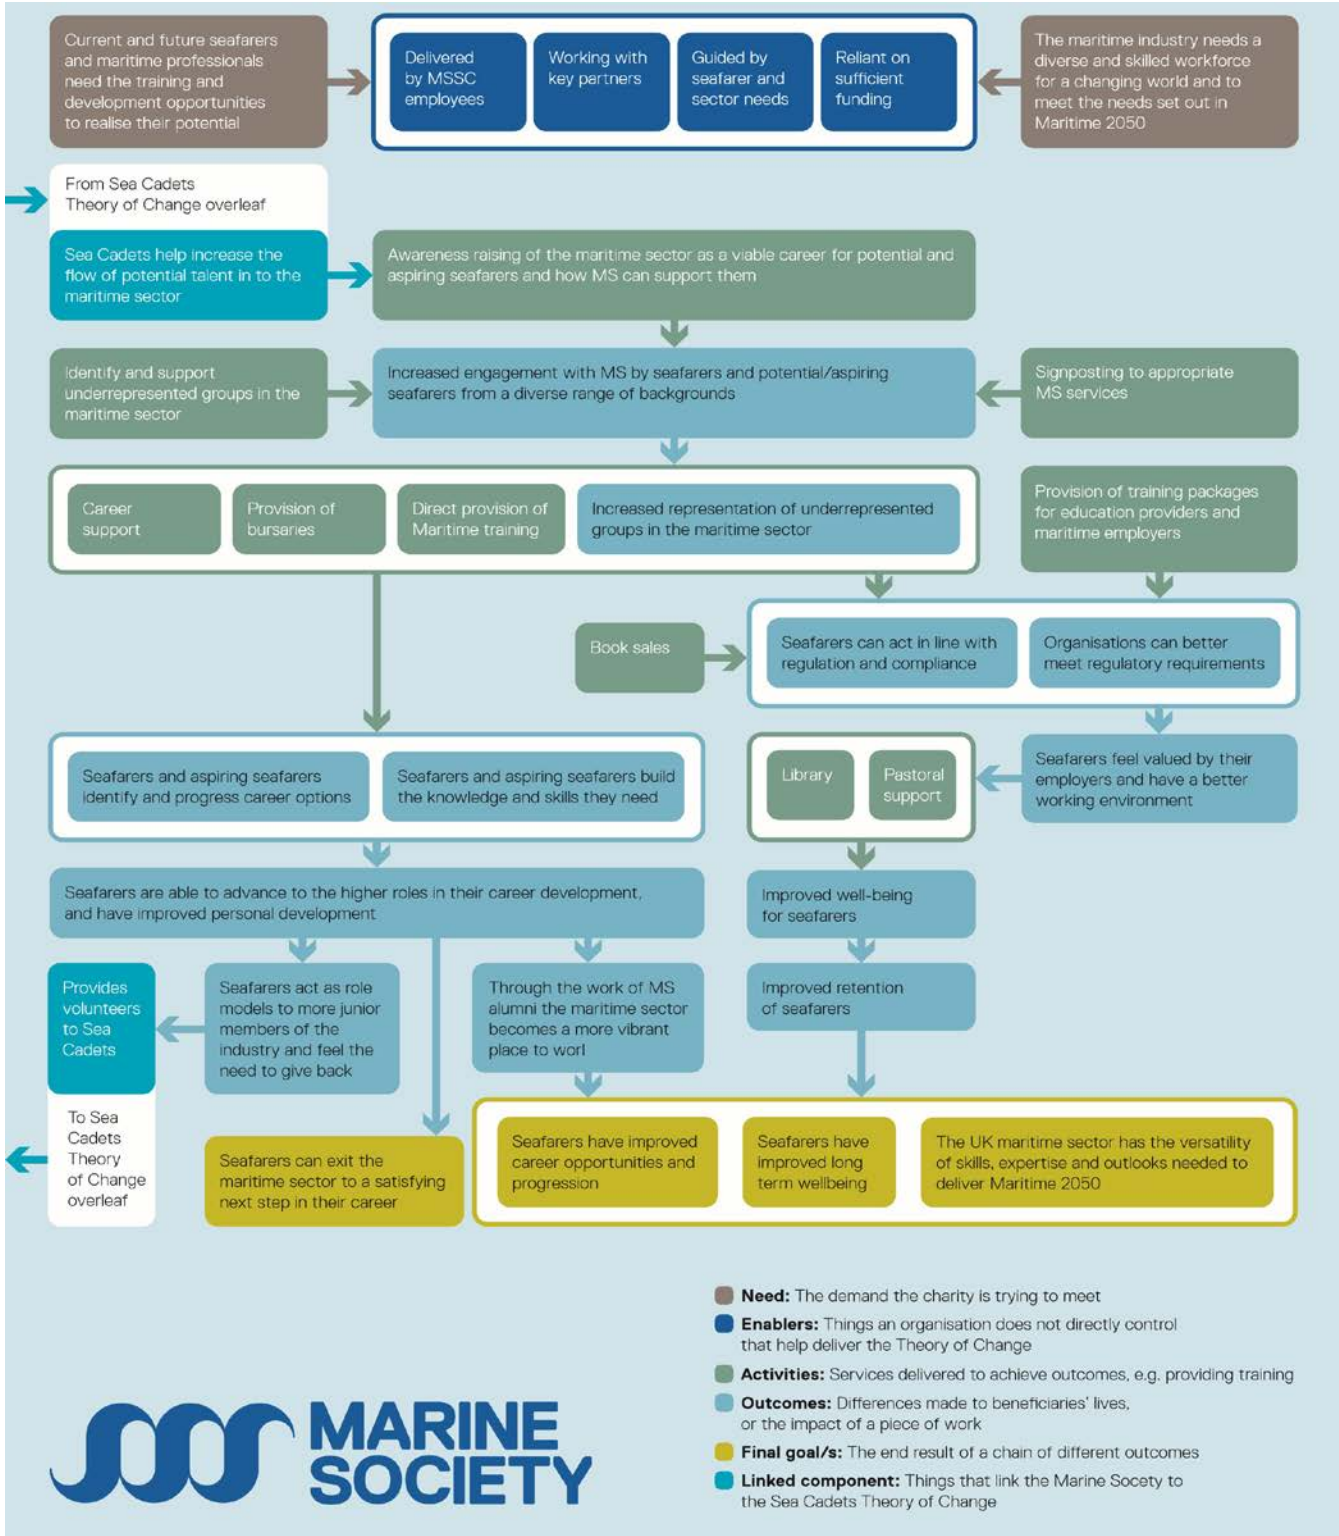 Current and future seafarers
and maritime professionals
need the training and
development opportunities
to realise their potential
Delivered
by MSSC
employees
Working with
key partners
Guided by
seafarer and
sector needs
Reliant on
sufficient
funding
The maritime industry needs a
diverse and skilled workforce
for a changing world and to
meet the needs set out in
Maritime 2050
From Sea Cadets
Theory of Change overleaf
Sea Cadets help increase the
flow of potential talent in to the
maritime sector
Awareness raising of the maritime sector as a viable career for potential and
aspiring seafarers and how MS can support them
Identify and support
underrepresented groups in the
maritime sector
Increased engagement with MS by seafarers and potential/aspiring
seafarers from a diverse range of backgrounds
Signposting to appropriate
MS services
Career
support
Provision of
bursaries
Direct provision of
Maritime training
Increased representation of underrepresented
groups in the maritime sector
Provision of training packages
for education providers and
maritime employers
Book sales
Seafarers can act in line with
regulation and compliance
Organisations can better
meet regulatory requirements
Seafarers and aspiring seafarers
identify and progress career options
Seafarers and aspiring seafarers build
the knowledge and skills they need
Library
Pastoral
support
Seafarers feel valued by their
employers and have a better
working environment
Seafarers are able to advance to the higher roles in their career development,
and have improved personal development
Improved well-being
for seafarers
Provides
volunteers
to Sea
Cadets
Seafarers act as role
models to more junior
members of the
industry and feel the
need to give back
Through the work of MS
alumni the maritime sector
becomes a more vibrant
place to worl
Improved retention
of seafarers
To Sea
Cadets
Theory
of Change
overleaf
Seafarers can exit the
maritime sector to a satisfying
next step in their career
Seafarers have improved
career opportunities and
progression
Seafarers have
improved long
term wellbeing
The UK maritime sector has the versatility
of skills, expertise and outlooks needed to
deliver Maritime 2050
Need: The demand the charity is trying to meet
Enablers: Things an organisation does not directly control
that help deliver the Theory of Change
Activities: Services delivered to achieve outcomes, e.g. providing training
Outcomes: Differences made to beneficiaries' lives,
or the impact of a piece of work
Final goal/s: The end result of a chain of different outcomes
Linked component: Things that link the Marine Socety to
the Sea Cadets Theory of Change
MARINE
SOCIETY